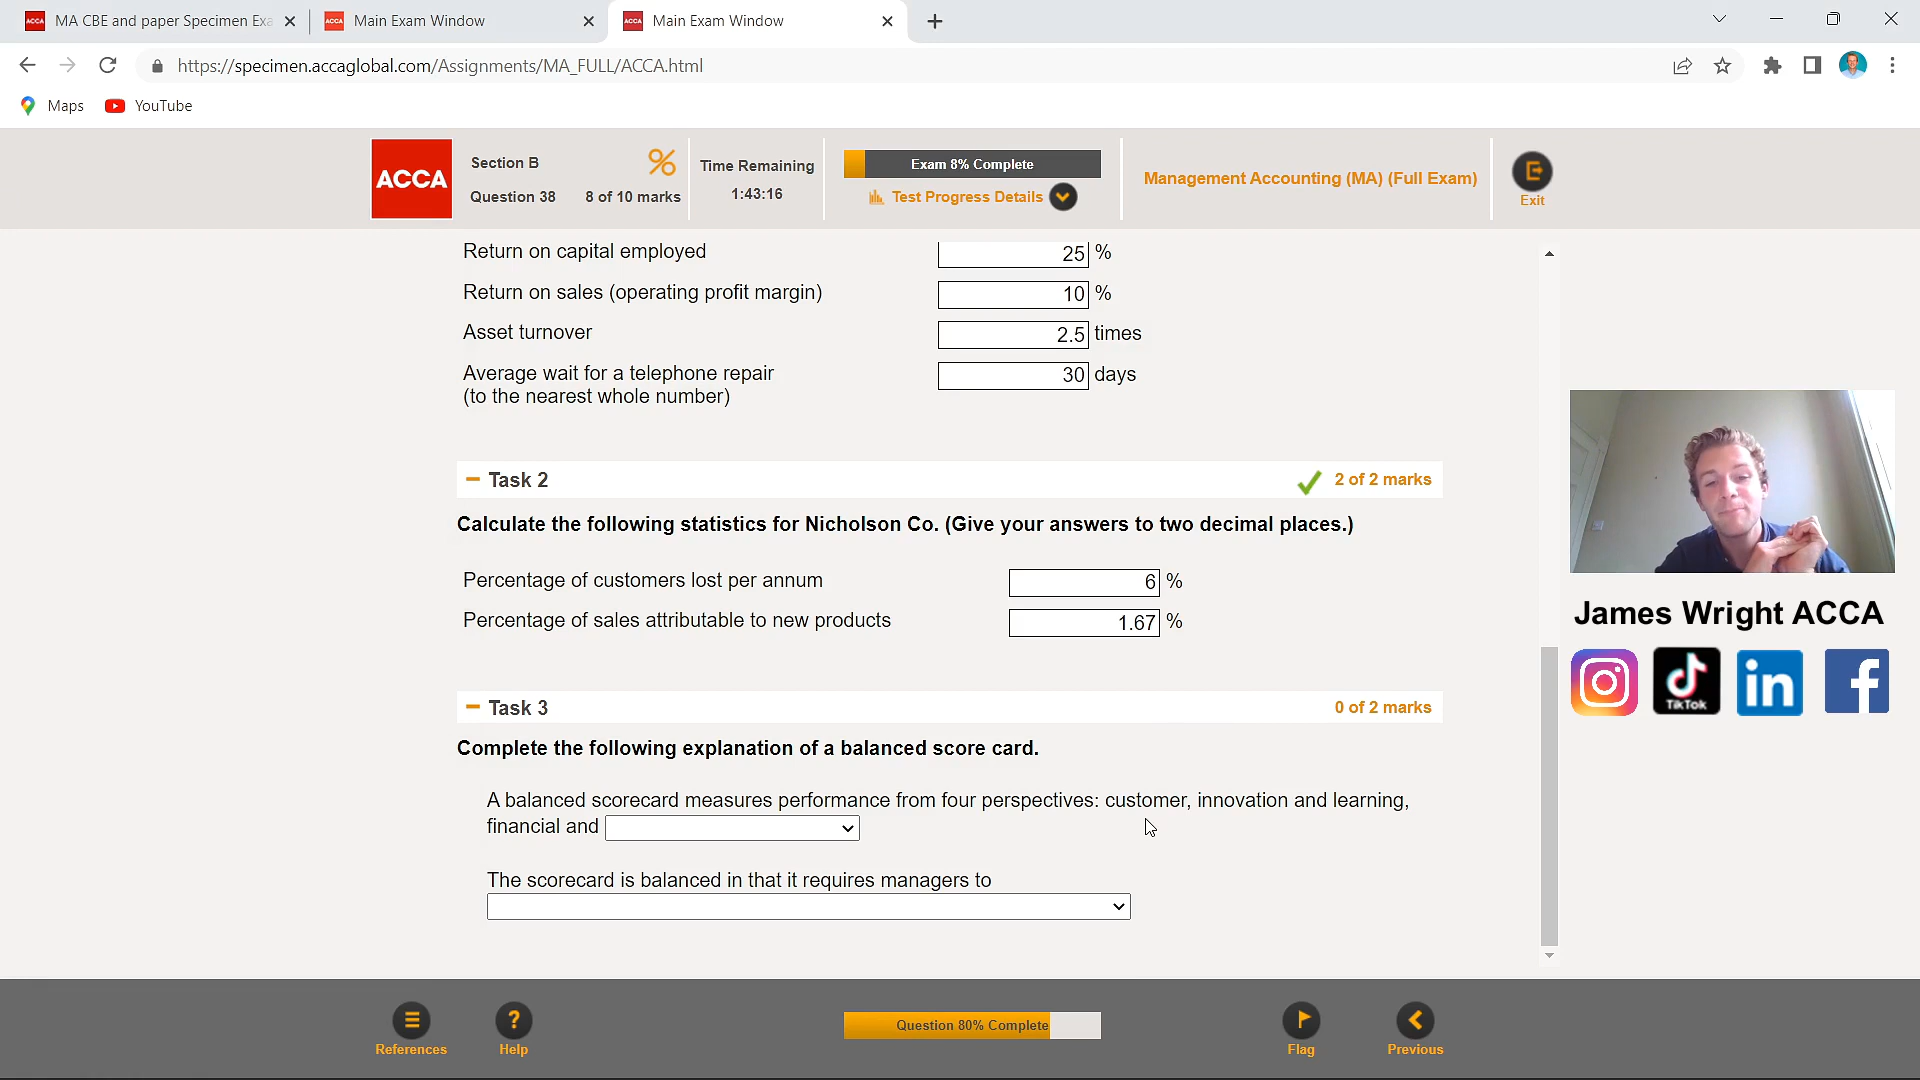 MA CBE and paper Specimen Exa
Main Exam Window
Main Exam Window
https://specimen.accaglobal.com/Assignments/MA_FULL/ACCA.html
Maps
YouTube
ACCA
Section B
Question 38
%
8 of 10 marks
Time Remaining
1:43:16
Exam 8% Complete
Test Progress Details
Management Accounting (MA) (Full Exam)
Exit
Return on capital employed 25 %
Return on sales (operating profit margin) 10 %
Asset turnover 2.5 times
Average wait for a telephone repair 30 days
(to the nearest whole number)
Task 2 2 of 2 marks
Calculate the following statistics for Nicholson Co. (Give your answers to two decimal places.)
Percentage of customers lost per annum 6 %
Percentage of sales attributable to new products 1.67 %
Task 3 0 of 2 marks
Complete the following explanation of a balanced score card.
A balanced scorecard measures performance from four perspectives: customer, innovation and learning,
financial and
The scorecard is balanced in that it requires managers to
James Wright ACCA
TikTok
in
f
References
? Help
Question 80% Complete
Flag
Previous